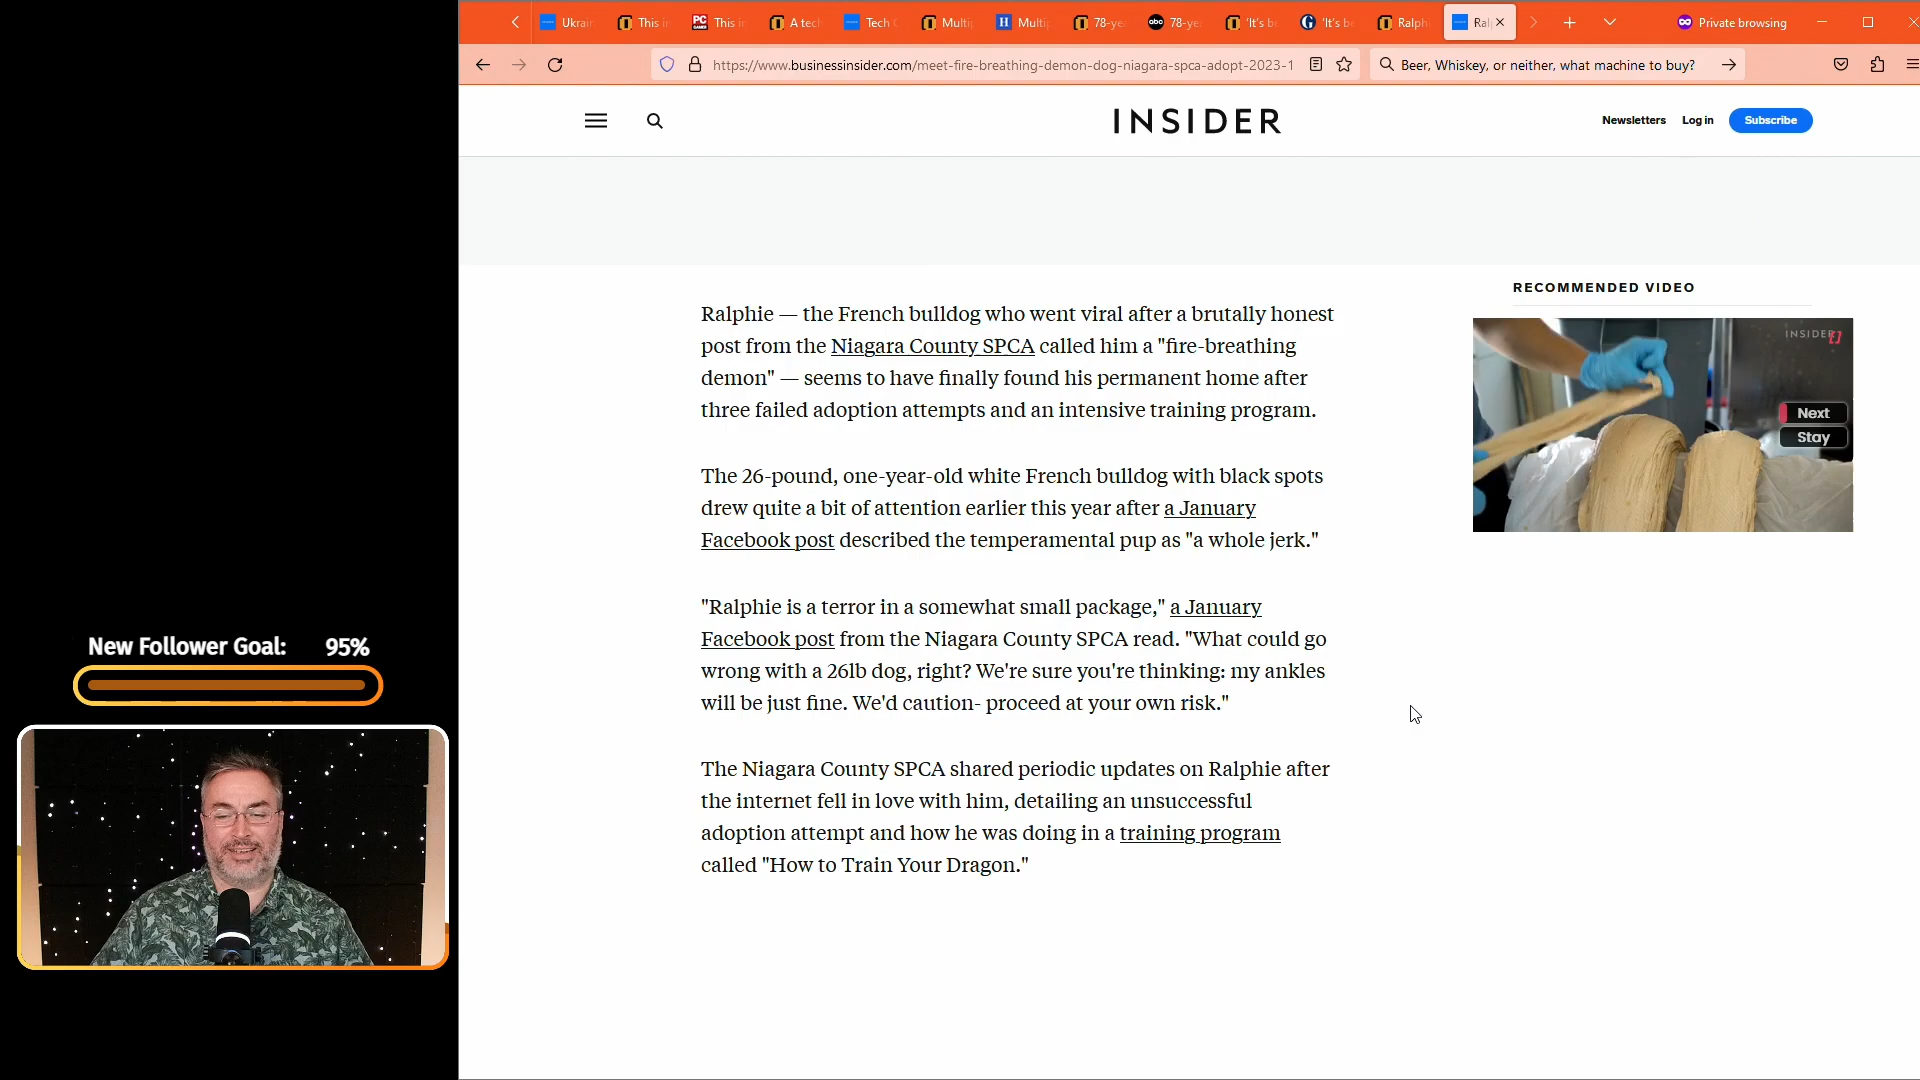 Ukrai
This i
This i
A tec
Tech
Multi
Multi
78-ye
78-ye
'It's b
'It's b
Ralph
Ral
Private browsing
https://www.businessinsider.com/meet-fire-breathing-demon-dog-niagara-spca-adopt-2023-1
Beer, Whiskey, or neither, what machine to buy?
INSIDER
Newsletters
Log in
Subscribe
Ralphie — the French bulldog who went viral after a brutally honest
post from the Niagara County SPCA called him a "fire-breathing
demon" — seems to have finally found his permanent home after
three failed adoption attempts and an intensive training program.
The 26-pound, one-year-old white French bulldog with black spots
drew quite a bit of attention earlier this year after a January
Facebook post described the temperamental pup as "a whole jerk."
"Ralphie is a terror in a somewhat small package," a January
Facebook post from the Niagara County SPCA read. "What could go
wrong with a 26lb dog, right? We're sure you're thinking: my ankles
will be just fine. We'd caution- proceed at your own risk."
The Niagara County SPCA shared periodic updates on Ralphie after
the internet fell in love with him, detailing an unsuccessful
adoption attempt and how he was doing in a training program
called "How to Train Your Dragon."
RECOMMENDED VIDEO
INSIDER
Next
Stay
New Follower Goal: 95%